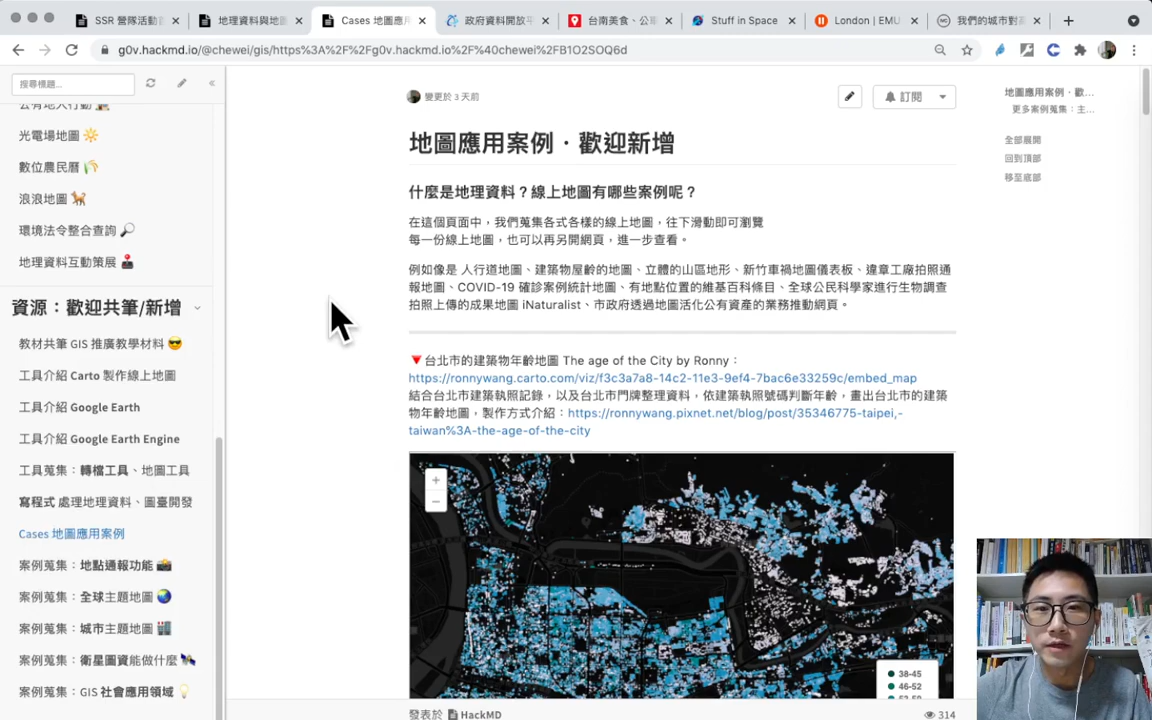 SSR 營隊活動
地理資料與地
Cases 地圖應
政府資料開放平
台南美食、公
Stuff in Space
London | EMU
我們的城市對
g0v.hackmd.io/@chewei/gis/https%3A%2F%2Fg0v.hackmd.io%2F%40chewei%2FB1O2SOQ6d
搜尋標題...
公有地大行動
光電場地圖
數位農民曆
浪浪地圖
環境法令整合查詢
地理資料互動策展
資源：歡迎共筆/新增
教材共筆 GIS 推廣教學材料
工具介紹 Carto 製作線上地圖
工具介紹 Google Earth
工具介紹 Google Earth Engine
工具蒐集：轉檔工具、地圖工具
寫程式 處理地理資料、圖臺開發
Cases 地圖應用案例
案例蒐集：地點通報功能
案例蒐集：全球主題地圖
案例蒐集：城市主題地圖
案例蒐集：衛星圖資能做什麼
案例蒐集：GIS 社會應用領域
變更於 3 天前
訂閱
地圖應用案例・歡迎新增
什麼是地理資料？線上地圖有哪些案例呢？
在這個頁面中，我們蒐集各式各樣的線上地圖，往下滑動即可瀏覽
每一份線上地圖，也可以再另開網頁，進一步查看。
例如像是 人行道地圖、建築物屋齡的地圖、立體的山區地形、新竹車禍地圖儀表板、違章工廠拍照通
報地圖、COVID-19 確診案例統計地圖、有地點位置的維基百科條目、全球公民科學家進行生物調查
拍照上傳的成果地圖 iNaturalist、市政府透過地圖活化公有資產的業務推動網頁。
🔻台北市的建築物年齡地圖 The age of the City by Ronny：
https://ronnywang.carto.com/viz/f3c3a7a8-14c2-11e3-9ef4-7bac6e33259c/embed_map
結合台北市建築執照記錄，以及台北市門牌整理資料，依建築執照號碼判斷年齡，畫出台北市的建築
物年齡地圖，製作方式介紹：https://ronnywang.pixnet.net/blog/post/35346775-taipei,-
taiwan%3A-the-age-of-the-city
+
−
38-45
46-52
發表於 HackMD
314
地圖應用案例・歡...
更多案例蒐集：主...
全部展開
回到頂部
移至底部